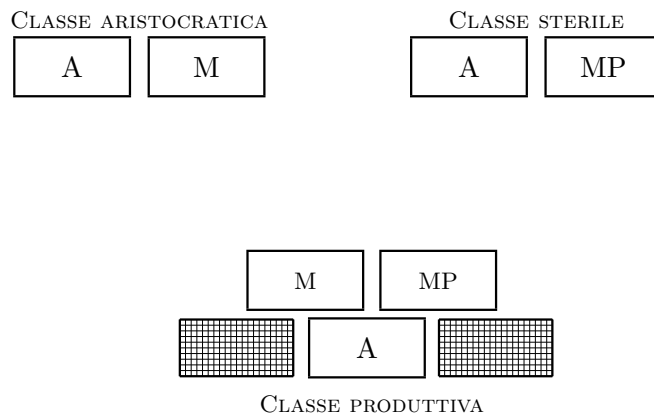 CLASSE ARISTOCRATICA CLASSE STERILE
A M A MP
M MP
A
CLASSE PRODUTTIVA